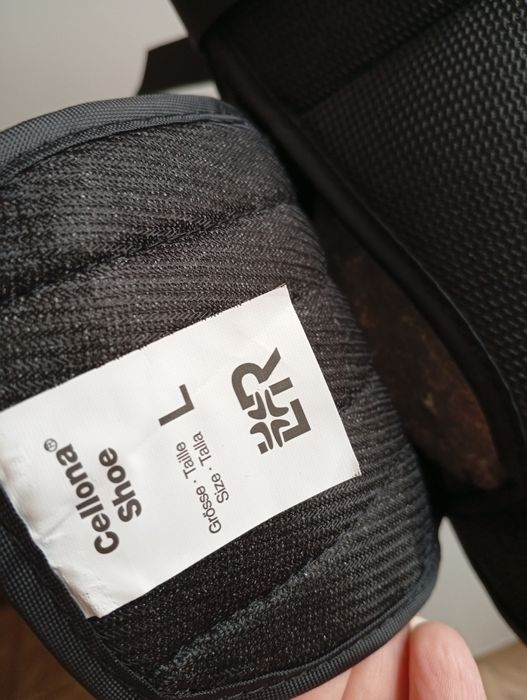 Cellona®
Shoe
L
Grösse · Taille
Size · Talla
L&R